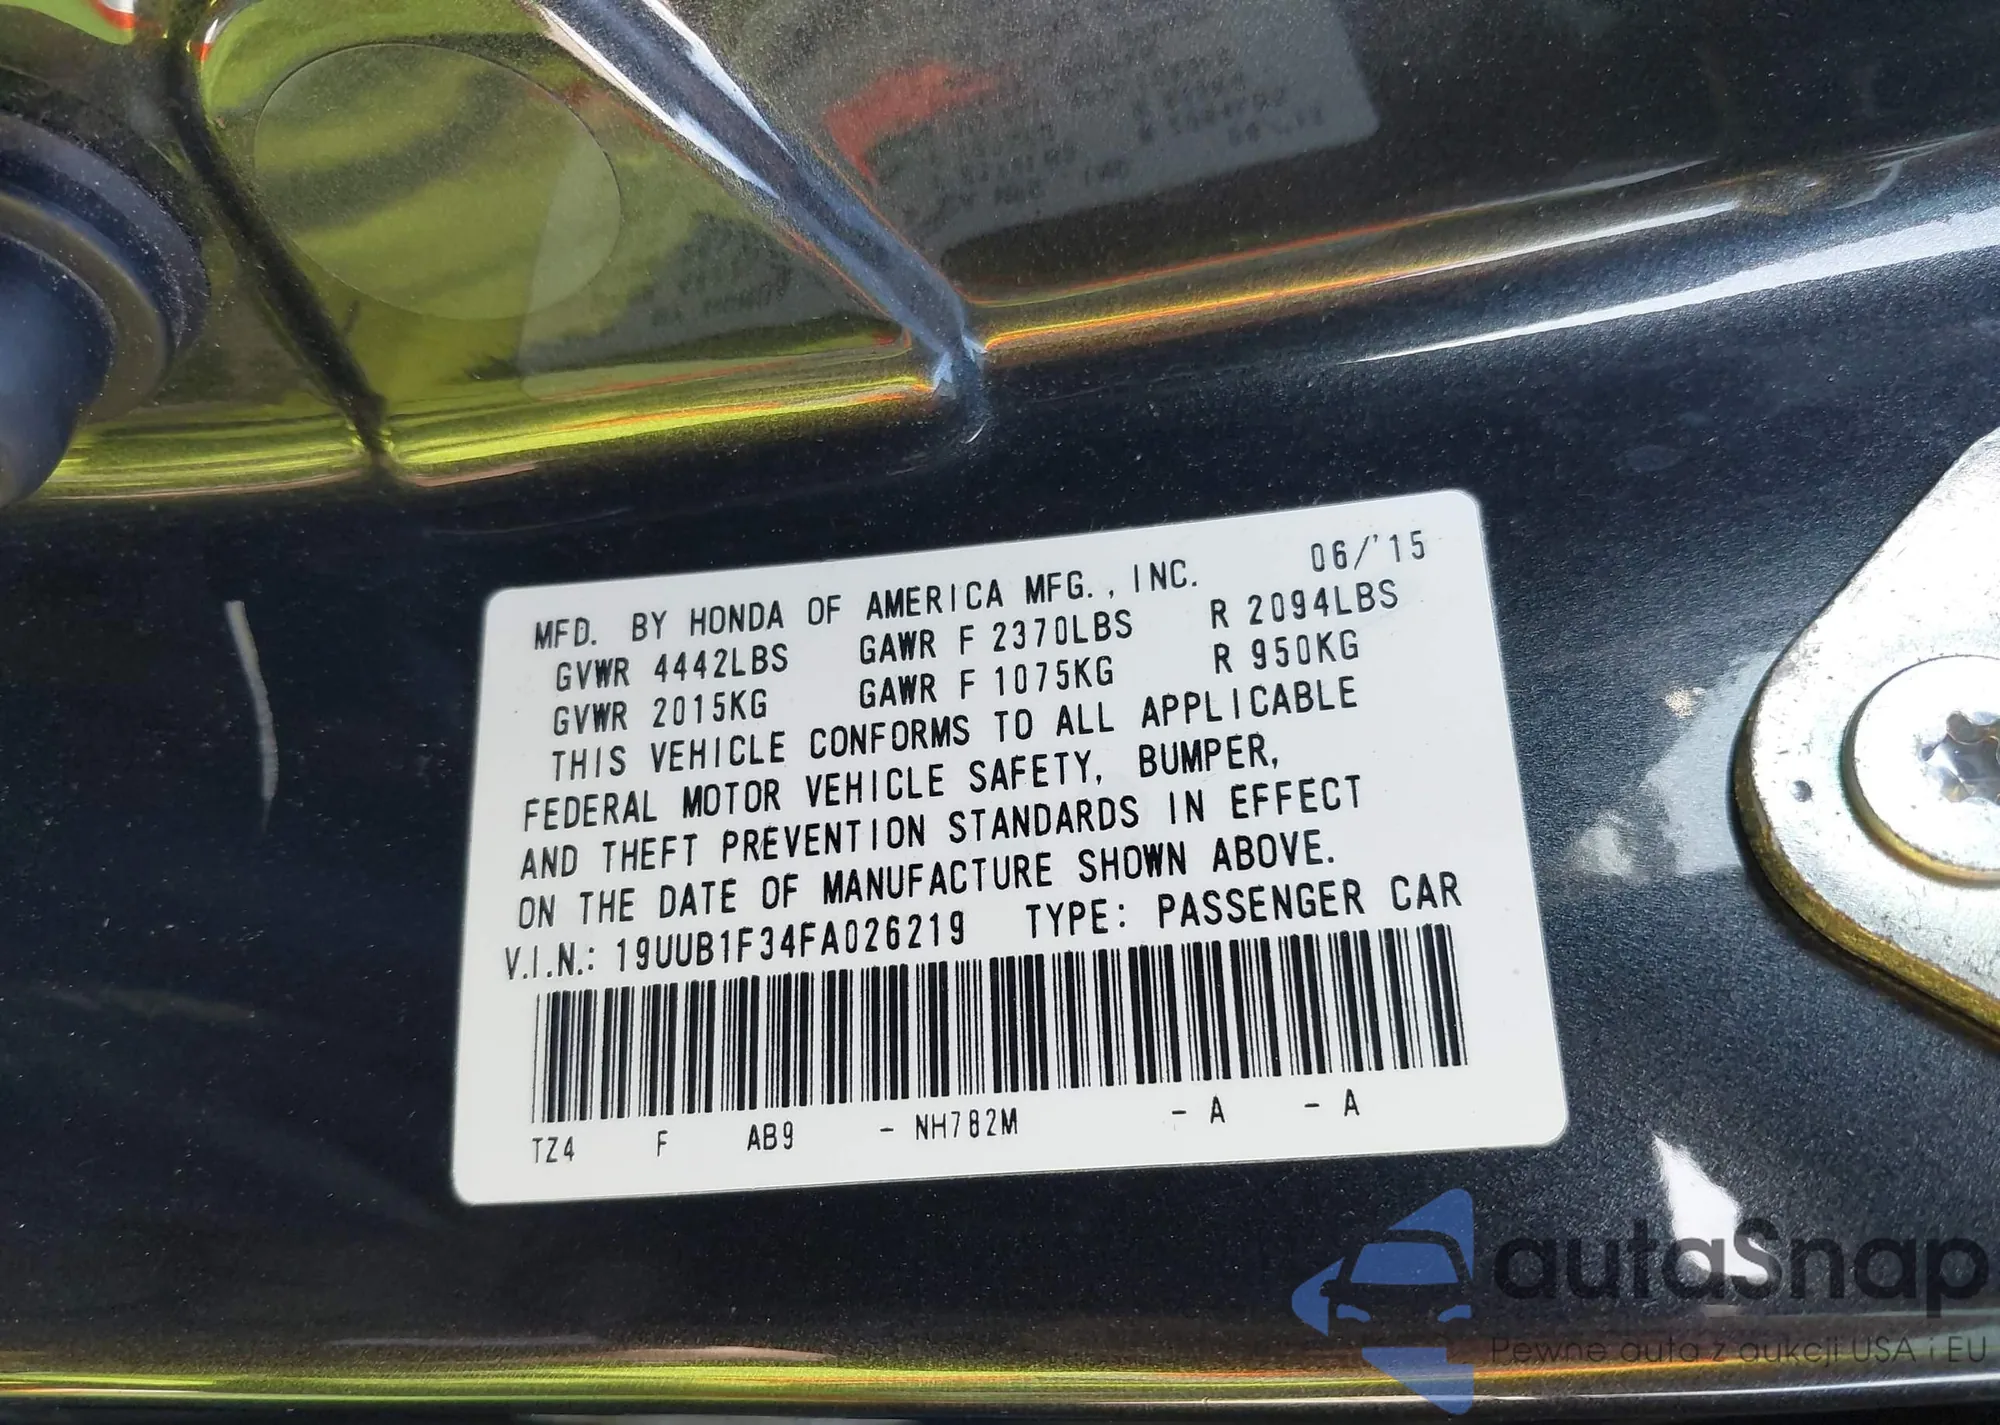 MFD. BY HONDA OF AMERICA MFG., INC. 06/'15
GVWR 4442LBS GAWR F 2370LBS R 2094LBS
GVWR 2015KG GAWR F 1075KG R 950KG
THIS VEHICLE CONFORMS TO ALL APPLICABLE
FEDERAL MOTOR VEHICLE SAFETY, BUMPER,
AND THEFT PREVENTION STANDARDS IN EFFECT
ON THE DATE OF MANUFACTURE SHOWN ABOVE.
V.I.N.: 19UUB1F34FA026219 TYPE: PASSENGER CAR
TZ4 F AB9 - NH782M - A - A
autaSnap
Pewne auta z aukcji USA i EU